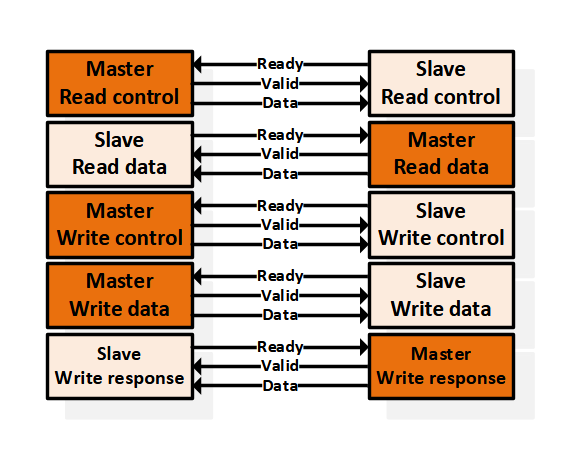 Master
Read control
Ready
Valid
Data
Slave
Read control
Slave
Read data
Ready
Valid
Data
Master
Read data
Master
Write control
Ready
Valid
Data
Slave
Write control
Master
Write data
Ready
Valid
Data
Slave
Write data
Slave
Write response
Ready
Valid
Data
Master
Write response